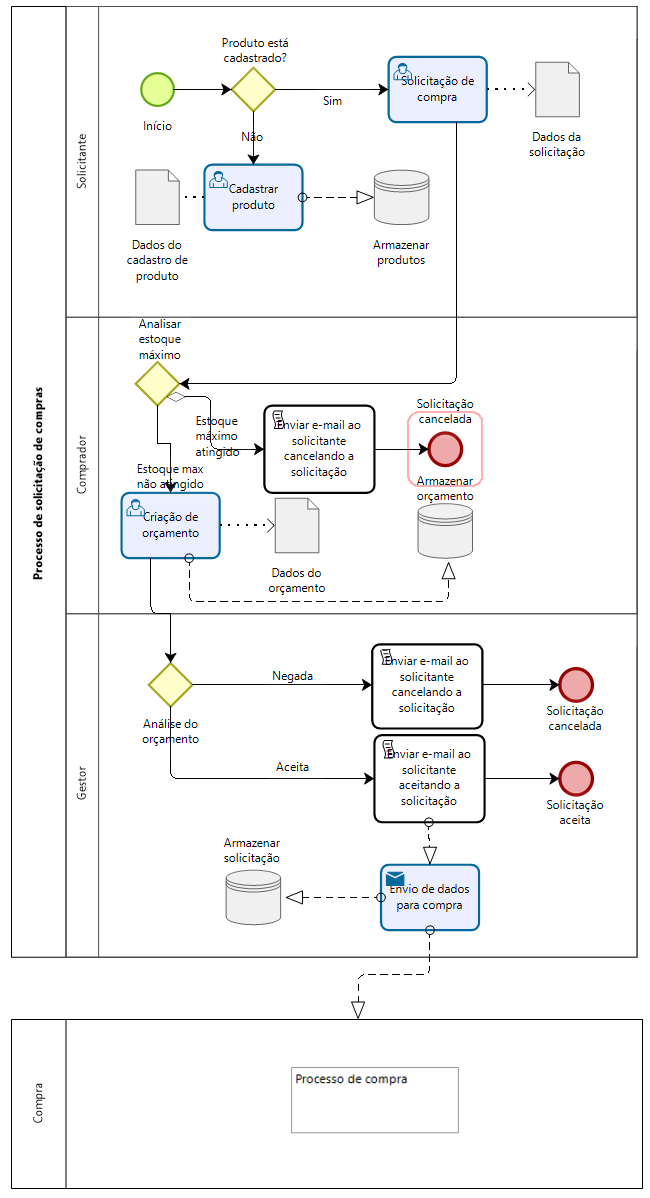 Processo de solicitação de compras
Solicitante
Produto está
cadastrado?
Início
Sim
Não
Solicitação de
compra
Dados da
solicitação
Cadastrar
produto
Dados do
cadastro de
produto
Armazenar
produtos
Comprador
Analisar
estoque
máximo
Estoque
máximo
atingido
Enviar e-mail ao
solicitante
cancelando a
solicitação
Solicitação
cancelada
Estoque max
não atingido
Criação de
orçamento
Dados do
orçamento
Armazenar
orçamento
Gestor
Análise do
orçamento
Negada
Enviar e-mail ao
solicitante
cancelando a
solicitação
Solicitação
cancelada
Aceita
Enviar e-mail ao
solicitante
aceitando a
solicitação
Solicitação
aceita
Armazenar
solicitação
Envio de dados
para compra
Compra
Processo de compra